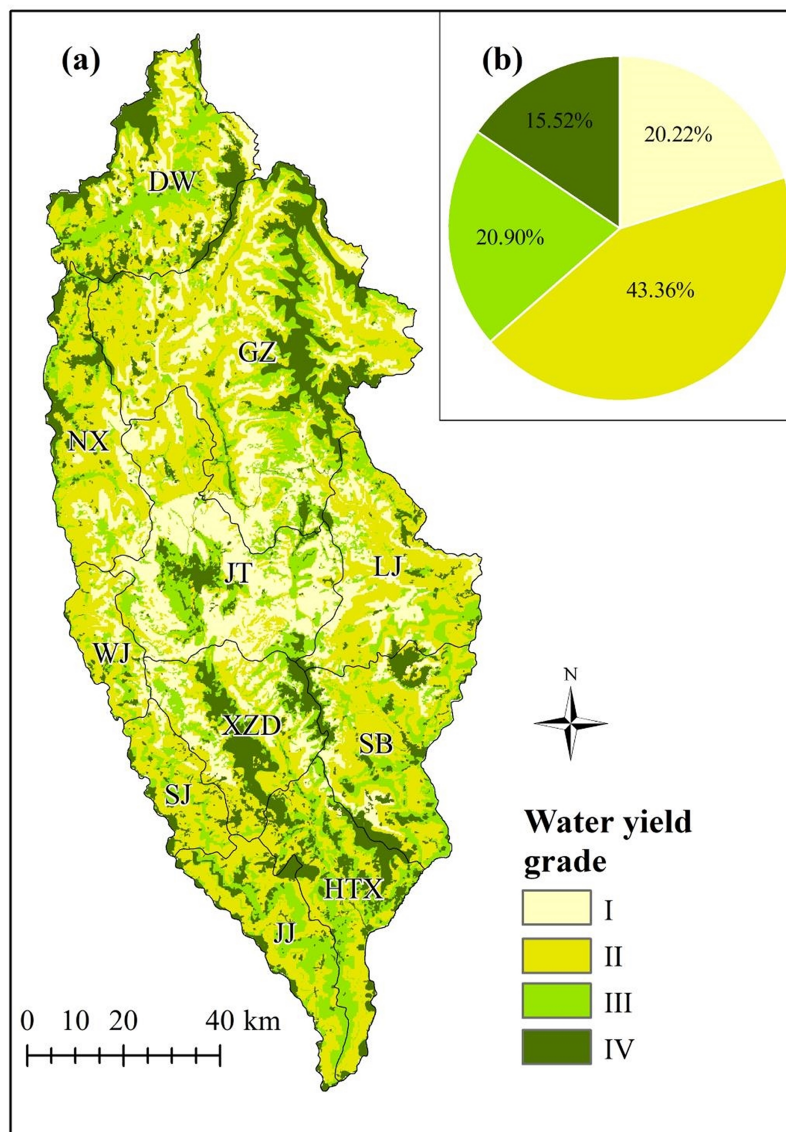 (a)
(b)
15.52%
20.22%
20.90%
43.36%
DW
GZ
NX
JT
LJ
WJ
XZD
SB
SJ
HTX
JJ
N
Water yield
grade
I
II
III
IV
0 10 20 40 km